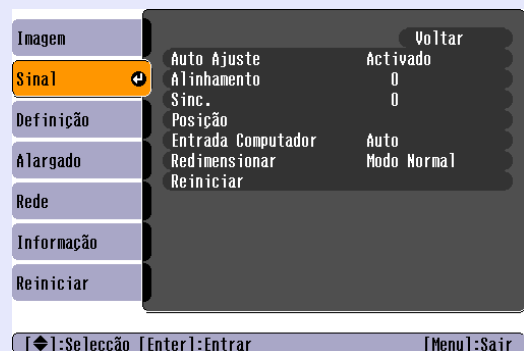 Imagem
Sinal
Definição
Alargado
Rede
Informação
Reiniciar
Voltar
Auto Ajuste Activado
Alinhamento 0
Sinc. 0
Posição
Entrada Computador Auto
Redimensionar Modo Normal
Reiniciar
[◆]:Selecção [Enter]:Entrar [Menu]:Sair